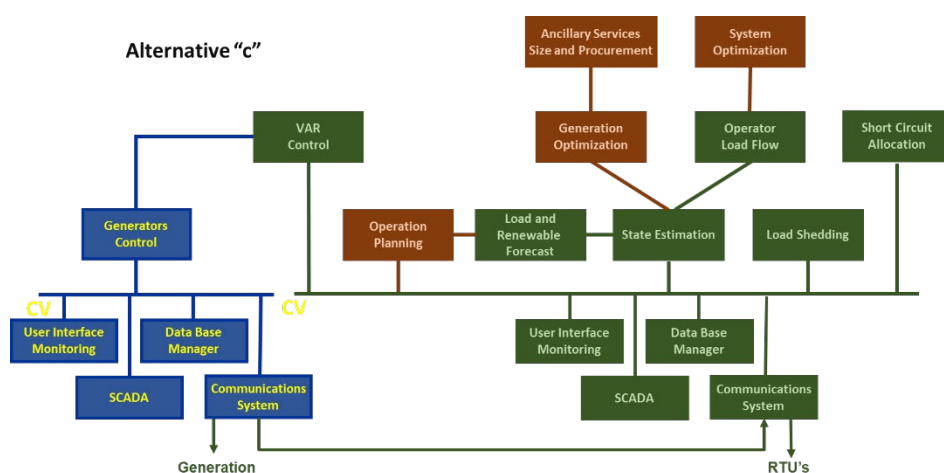 Alternative “c”
Ancillary Services
Size and Procurement
System
Optimization
VAR
Control
Generation
Optimization
Operator
Load Flow
Short Circuit
Allocation
Generators
Control
Operation
Planning
Load and
Renewable
Forecast
State Estimation
Load Shedding
CV
CV
User Interface
Monitoring
Data Base
Manager
User Interface
Monitoring
Data Base
Manager
SCADA
Communications
System
SCADA
Communications
System
Generation
RTU's